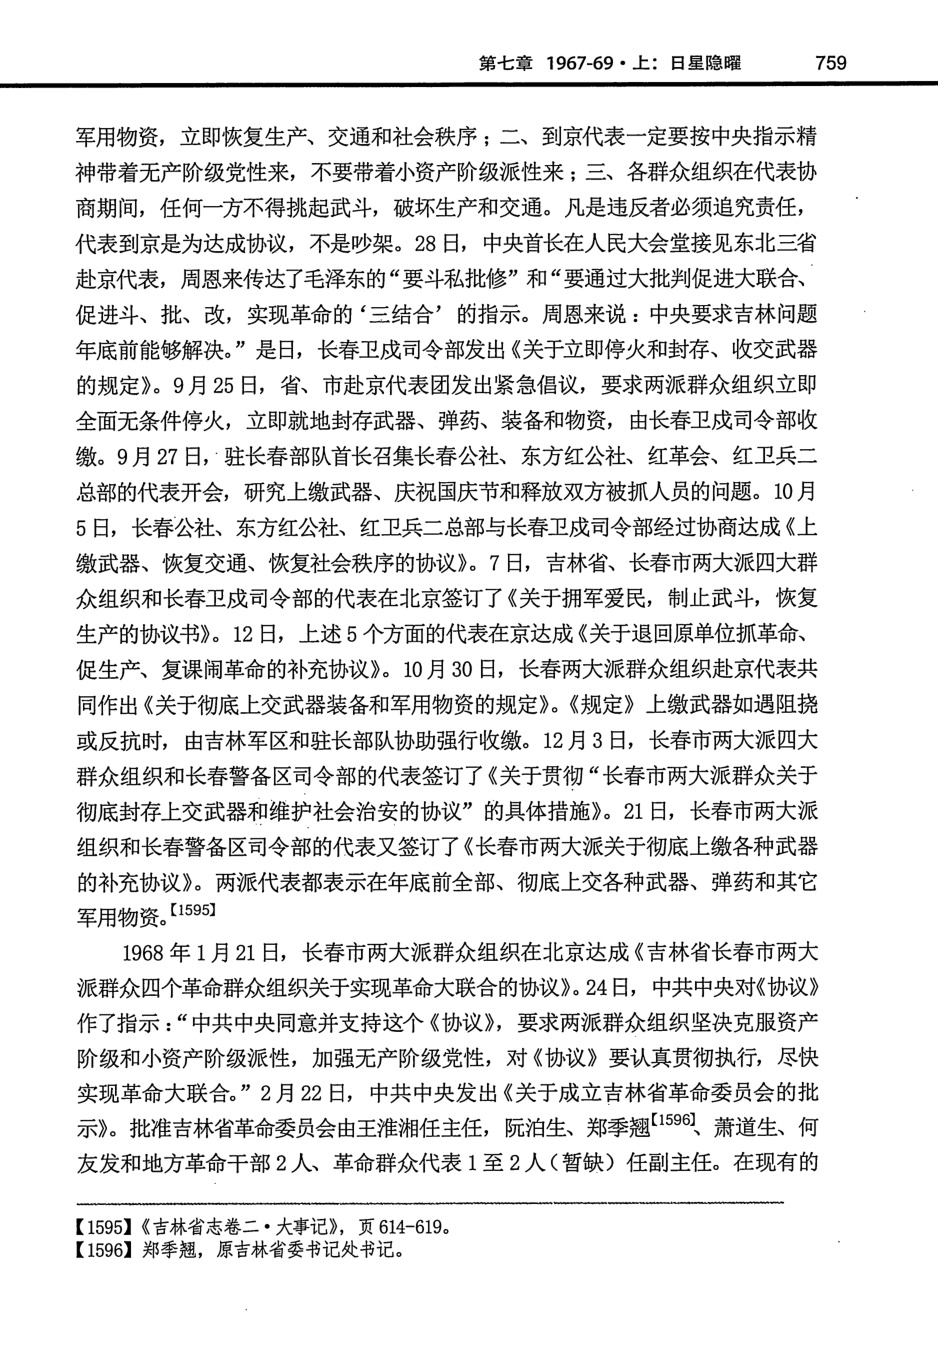 第七章 1967-69·上：日星隐曜 759
军用物资，立即恢复生产、交通和社会秩序；二、到京代表一定要按中央指示精
神带着无产阶级党性来，不要带着小资产阶级派性来；三、各群众组织在代表协
商期间，任何一方不得挑起武斗，破坏生产和交通。凡是违反者必须追究责任，
代表到京是为达成协议，不是吵架。28日，中央首长在人民大会堂接见东北三省
赴京代表，周恩来传达了毛泽东的“要斗私批修”和“要通过大批判促进大联合、
促进斗、批、改，实现革命的‘三结合’的指示。周恩来说：中央要求吉林问题
年底前能够解决。”是日，长春卫戍司令部发出《关于立即停火和封存、收交武器
的规定》。9月25日，省、市赴京代表团发出紧急倡议，要求两派群众组织立即
全面无条件停火，立即就地封存武器、弹药、装备和物资，由长春卫戍司令部收
缴。9月27日，驻长春部队首长召集长春公社、东方红公社、红革会、红卫兵二
总部的代表开会，研究上缴武器、庆祝国庆节和释放双方被抓人员的问题。10月
5日，长春公社、东方红公社、红卫兵二总部与长春卫戍司令部经过协商达成《上
缴武器、恢复交通、恢复社会秩序的协议》。7日，吉林省、长春市两大派四大群
众组织和长春卫戍司令部的代表在北京签订了《关于拥军爱民，制止武斗，恢复
生产的协议书》。12日，上述5个方面的代表在京达成《关于退回原单位抓革命、
促生产、复课闹革命的补充协议》。10月30日，长春两大派群众组织赴京代表共
同作出《关于彻底上交武器装备和军用物资的规定》。《规定》上缴武器如遇阻挠
或反抗时，由吉林军区和驻长部队协助强行收缴。12月3日，长春市两大派四大
群众组织和长春警备区司令部的代表签订了《关于贯彻“长春市两大派群众关于
彻底封存上交武器和维护社会治安的协议”的具体措施》。21日，长春市两大派
组织和长春警备区司令部的代表又签订了《长春市两大派关于彻底上缴各种武器
的补充协议》。两派代表都表示在年底前全部、彻底上交各种武器、弹药和其它
军用物资。【1595】
1968年1月21日，长春市两大派群众组织在北京达成《吉林省长春市两大
派群众四个革命群众组织关于实现革命大联合的协议》。24日，中共中央对《协议》
作了指示：“中共中央同意并支持这个《协议》，要求两派群众组织坚决克服资产
阶级和小资产阶级派性，加强无产阶级党性，对《协议》要认真贯彻执行，尽快
实现革命大联合。”2月22日，中共中央发出《关于成立吉林省革命委员会的批
示》。批准吉林省革命委员会由王淮湘任主任，阮泊生、郑季翘【1596】、萧道生、何
友发和地方革命干部2人、革命群众代表1至2人（暂缺）任副主任。在现有的
【1595】《吉林省志卷二·大事记》，页614-619。
【1596】郑季翘，原吉林省委书记处书记。